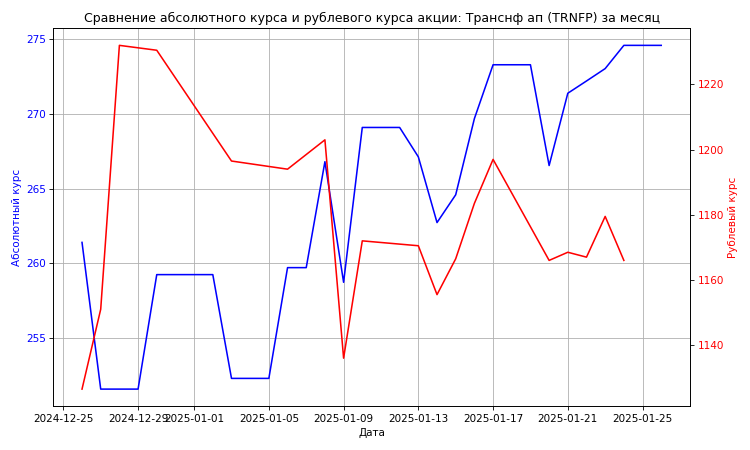 Сравнение абсолютного курса и рублевого курса акции: Транснф ап (TRNFP) за месяц
275
270
265
260
255
Абсолютный курс
1220
1200
1180
1160
1140
Рублевый курс
2024-12-25 2024-12-29 2025-01-01 2025-01-05 2025-01-09 2025-01-13 2025-01-17 2025-01-21 2025-01-25
Дата